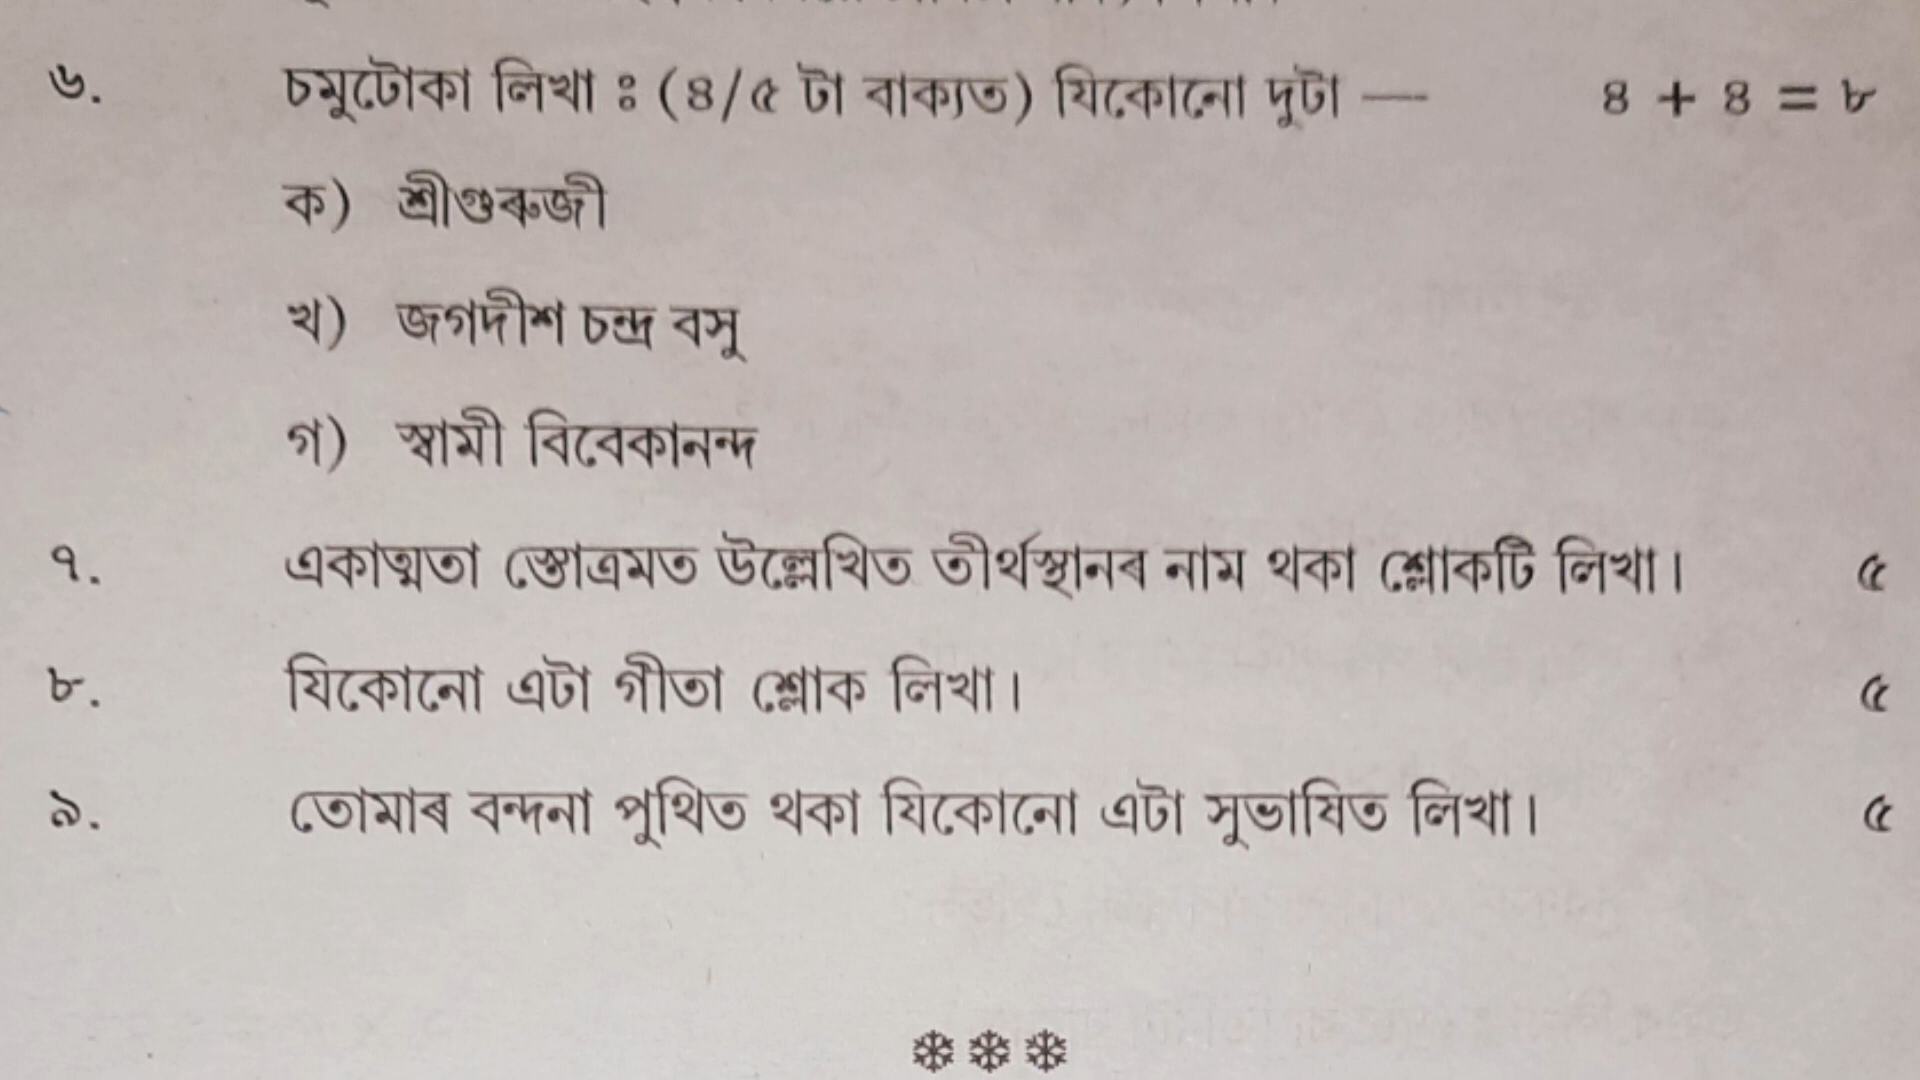 ৬. চমুটোকা লিখা : (৪/৫ টা বাক্যত) যিকোনো দুটা — ৪ + ৪ = ৮
ক) শ্রীগুৰুজী
খ) জগদীশ চন্দ্ৰ বসু
গ) স্বামী বিবেকানন্দ
৭. একাত্মতা স্তোত্ৰমত উল্লেখিত তীৰ্থস্থানৰ নাম থকা শ্লোকটি লিখা। ৫
৮. যিকোনো এটা গীতা শ্লোক লিখা। ৫
৯. তোমাৰ বন্দনা পুথিত থকা যিকোনো এটা সুভাষিত লিখা। ৫